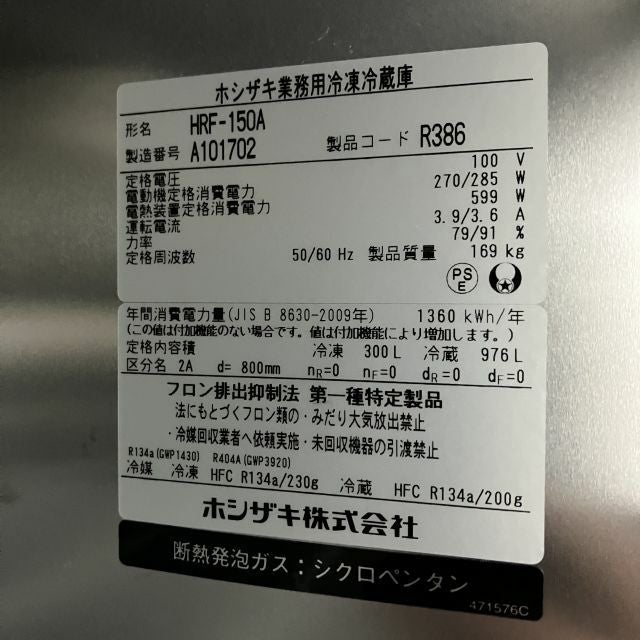 ホシザキ業務用冷凍冷蔵庫
形名 HRF-150A
製造番号 A101702 製品コード R386
定格電圧 100 V
電動機定格消費電力 270/285 W
電熱装置定格消費電力 599 W
運転電流 3.9/3.6 A
力率 79/91 %
定格周波数 50/60 Hz 製品質量 169 kg
PS E
年間消費電力量(JIS B 8630-2009年) 1360 kWh/年
(この値は付加機能のない場合です。値は付加機能により増加します。)
定格内容積 冷凍 300 L 冷蔵 976 L
区分名 2A d= 800mm nR=0 nF=0 dR=0 dF=0
フロン排出抑制法 第一種特定製品
法にもとづくフロン類の・みだり大気放出禁止
・冷媒回収業者へ依頼実施・未回収機器の引渡禁止
R134a(GWP1430) R404A(GWP3920)
冷媒 冷凍 HFC R134a/230g 冷蔵 HFC R134a/200g
ホシザキ株式会社
断熱発泡ガス:シクロペンタン
471576C